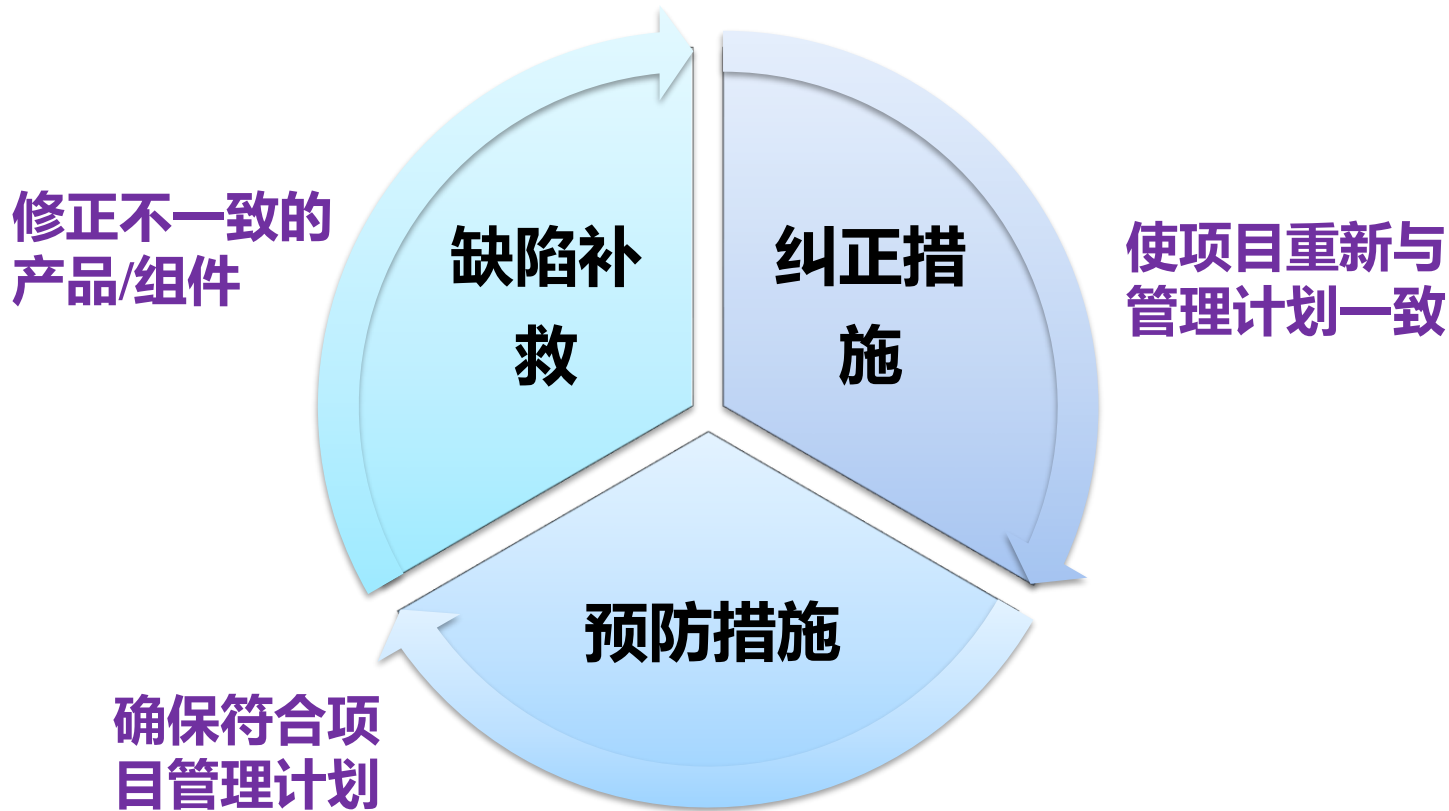 修正不一致的
产品/组件
缺陷补
救
纠正措
施
使项目重新与
管理计划一致
预防措施
确保符合项
目管理计划